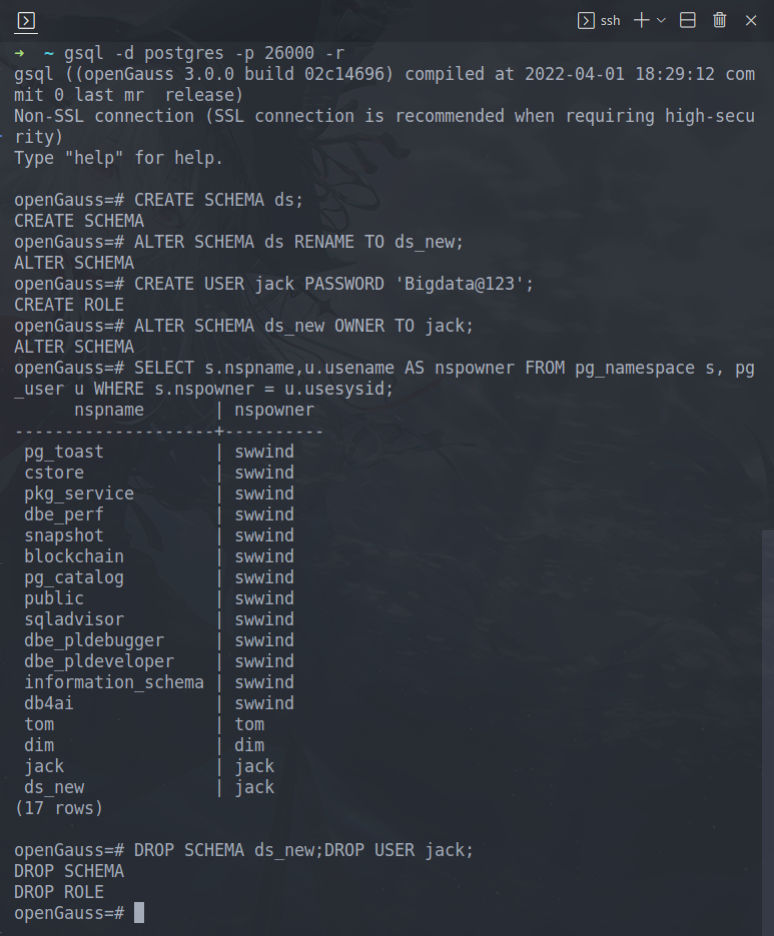 ssh
➜  ~ gsql -d postgres -p 26000 -r
gsql ((openGauss 3.0.0 build 02c14696) compiled at 2022-04-01 18:29:12 com
mit 0 last mr  release)
Non-SSL connection (SSL connection is recommended when requiring high-secu
rity)
Type "help" for help.

openGauss=# CREATE SCHEMA ds;
CREATE SCHEMA
openGauss=# ALTER SCHEMA ds RENAME TO ds_new;
ALTER SCHEMA
openGauss=# CREATE USER jack PASSWORD 'Bigdata@123';
CREATE ROLE
openGauss=# ALTER SCHEMA ds_new OWNER TO jack;
ALTER SCHEMA
openGauss=# SELECT s.nspname,u.usename AS nspowner FROM pg_namespace s, pg
_user u WHERE s.nspowner = u.usesysid;
      nspname       | nspowner
--------------------+----------
 pg_toast           | swwind
 cstore             | swwind
 pkg_service        | swwind
 dbe_perf           | swwind
 snapshot           | swwind
 blockchain         | swwind
 pg_catalog         | swwind
 public             | swwind
 sqladvisor         | swwind
 dbe_pldebugger     | swwind
 dbe_pldeveloper    | swwind
 information_schema | swwind
 db4ai              | swwind
 tom                | tom
 dim                | dim
 jack               | jack
 ds_new             | jack
(17 rows)

openGauss=# DROP SCHEMA ds_new;DROP USER jack;
DROP SCHEMA
DROP ROLE
openGauss=#